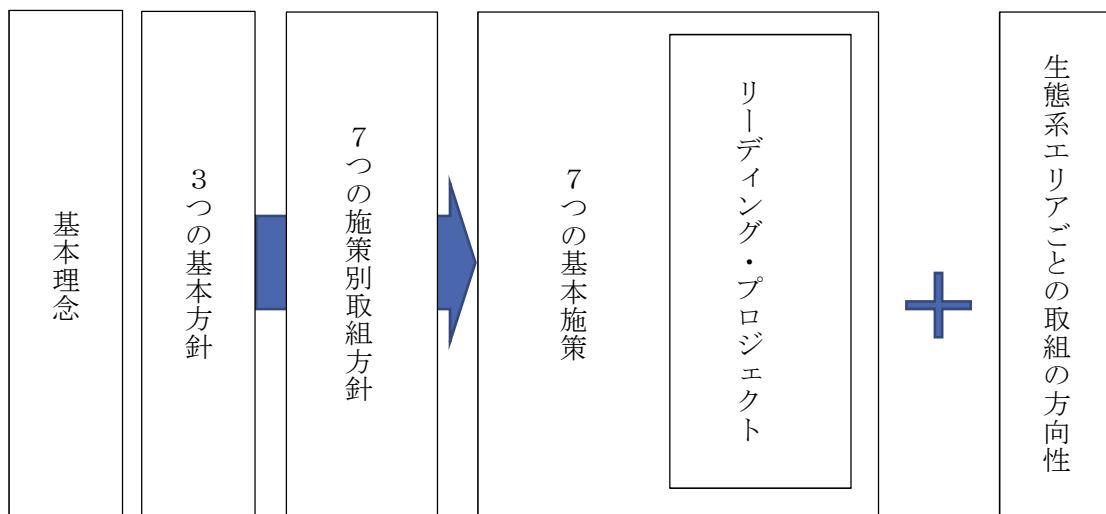 基本理念
３つの基本方針
７つの施策別取組方針
７つの基本施策
リーディング・プロジェクト
生態系エリアごとの取組の方向性